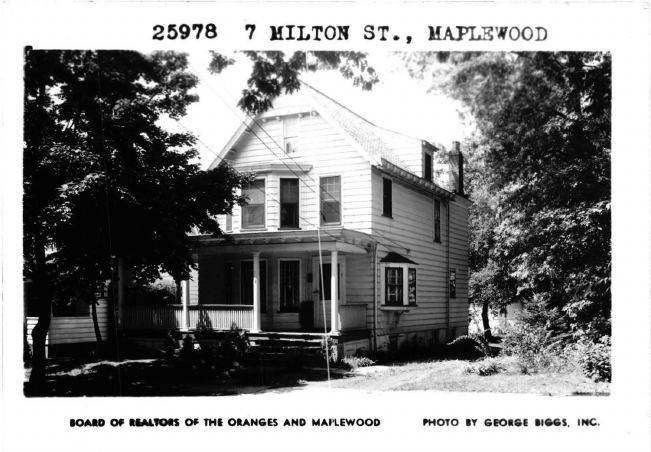 25978 7 MILTON ST., MAPLEWOOD
BOARD OF REALTORS OF THE ORANGES AND MAPLEWOOD PHOTO BY GEORGE BIGGS, INC.